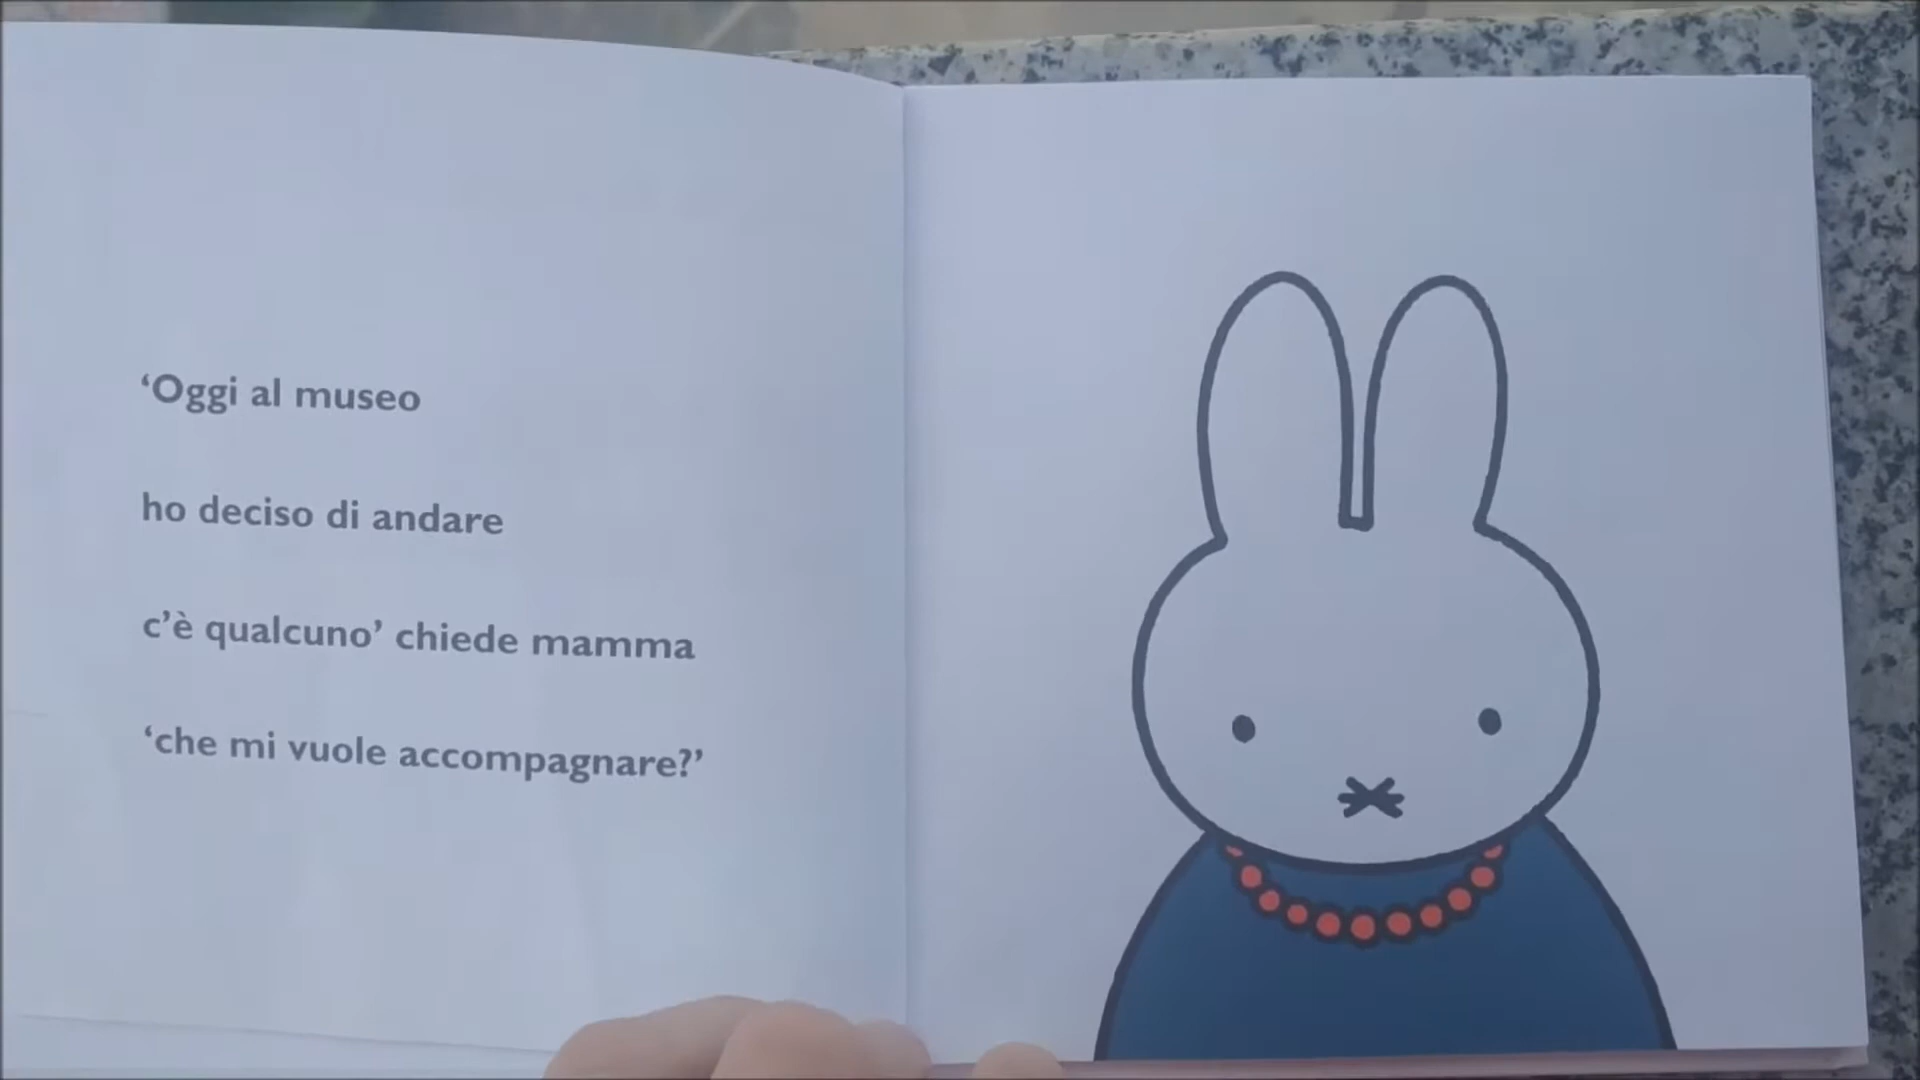 ‘Oggi al museo
ho deciso di andare
c’è qualcuno’ chiede mamma
‘che mi vuole accompagnare?’